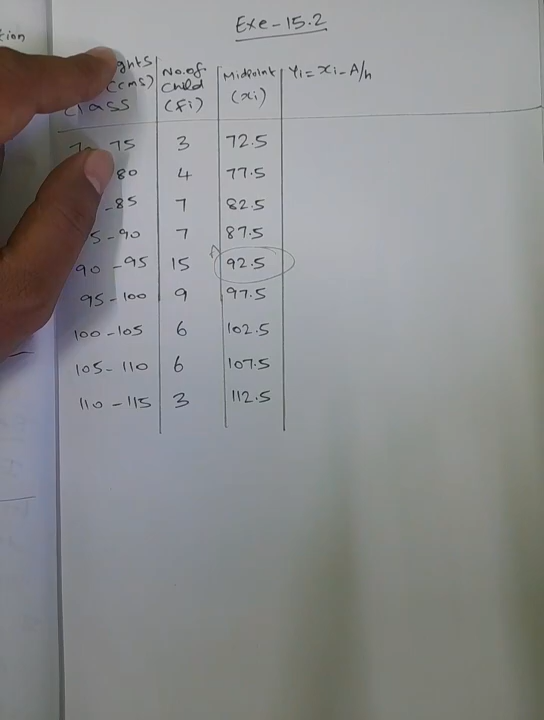 Exe-15.2
ghts (cms) class | No.of child (fi) | Midpoint (xi) | Yi = xi - A/h
75 | 3 | 72.5
80 | 4 | 77.5
-85 | 7 | 82.5
5-90 | 7 | 87.5
90-95 | 15 | 92.5
95-100 | 9 | 97.5
100-105 | 6 | 102.5
105-110 | 6 | 107.5
110-115 | 3 | 112.5